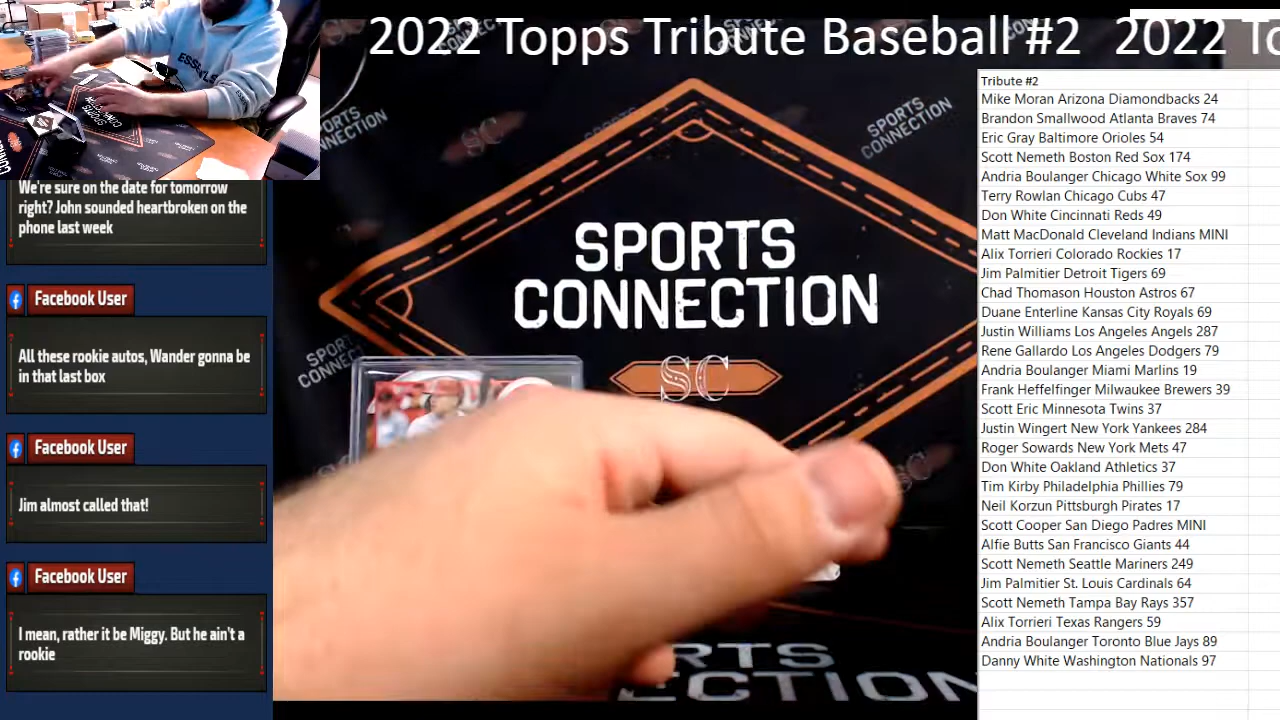 2022 Topps Tribute Baseball #2 2022 To
We're sure on the date for tomorrow
right? John sounded heartbroken on the
phone last week
Facebook User
All these rookie autos, Wander gonna be
in that last box
Facebook User
Jim almost called that!
Facebook User
I mean, rather it be Miggy. But he ain't a
rookie
SPORTS
CONNECTION
SC
SPORTS
CONNECTION
SPORTS
CONNECTION
RTS
ECTION
Tribute #2
Mike Moran Arizona Diamondbacks 24
Brandon Smallwood Atlanta Braves 74
Eric Gray Baltimore Orioles 54
Scott Nemeth Boston Red Sox 174
Andria Boulanger Chicago White Sox 99
Terry Rowlan Chicago Cubs 47
Don White Cincinnati Reds 49
Matt MacDonald Cleveland Indians MINI
Alix Torrieri Colorado Rockies 17
Jim Palmitier Detroit Tigers 69
Chad Thomason Houston Astros 67
Duane Enterline Kansas City Royals 69
Justin Williams Los Angeles Angels 287
Rene Gallardo Los Angeles Dodgers 79
Andria Boulanger Miami Marlins 19
Frank Heffelfinger Milwaukee Brewers 39
Scott Eric Minnesota Twins 37
Justin Wingert New York Yankees 284
Roger Sowards New York Mets 47
Don White Oakland Athletics 37
Tim Kirby Philadelphia Phillies 79
Neil Korzun Pittsburgh Pirates 17
Scott Cooper San Diego Padres MINI
Alfie Butts San Francisco Giants 44
Scott Nemeth Seattle Mariners 249
Jim Palmitier St. Louis Cardinals 64
Scott Nemeth Tampa Bay Rays 357
Alix Torrieri Texas Rangers 59
Andria Boulanger Toronto Blue Jays 89
Danny White Washington Nationals 97